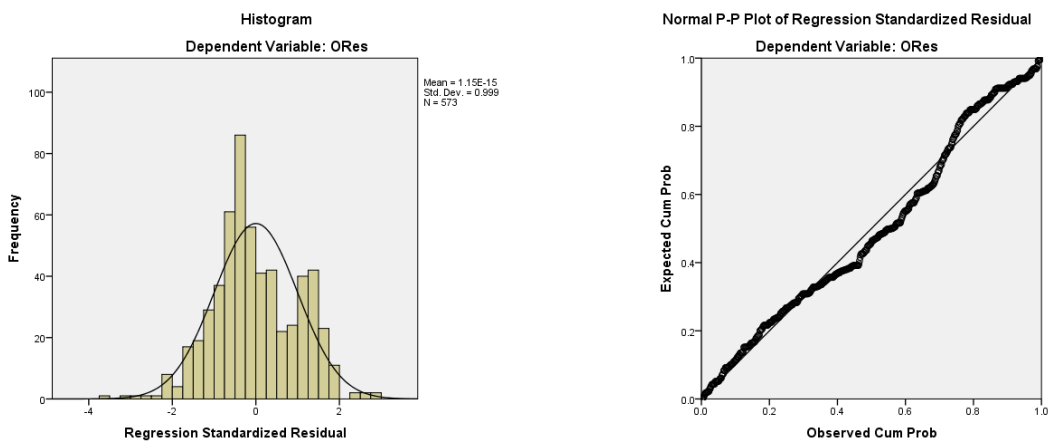 Histogram
Dependent Variable: ORes
Mean = 1.15E-15
Std. Dev. = 0.999
N = 573
100
80
60
40
20
0
Frequency
-4 -2 0 2
Regression Standardized Residual
Normal P-P Plot of Regression Standardized Residual
Dependent Variable: ORes
1.0
0.8
0.6
0.4
0.2
0.0
Expected Cum Prob
0.0 0.2 0.4 0.6 0.8 1.0
Observed Cum Prob